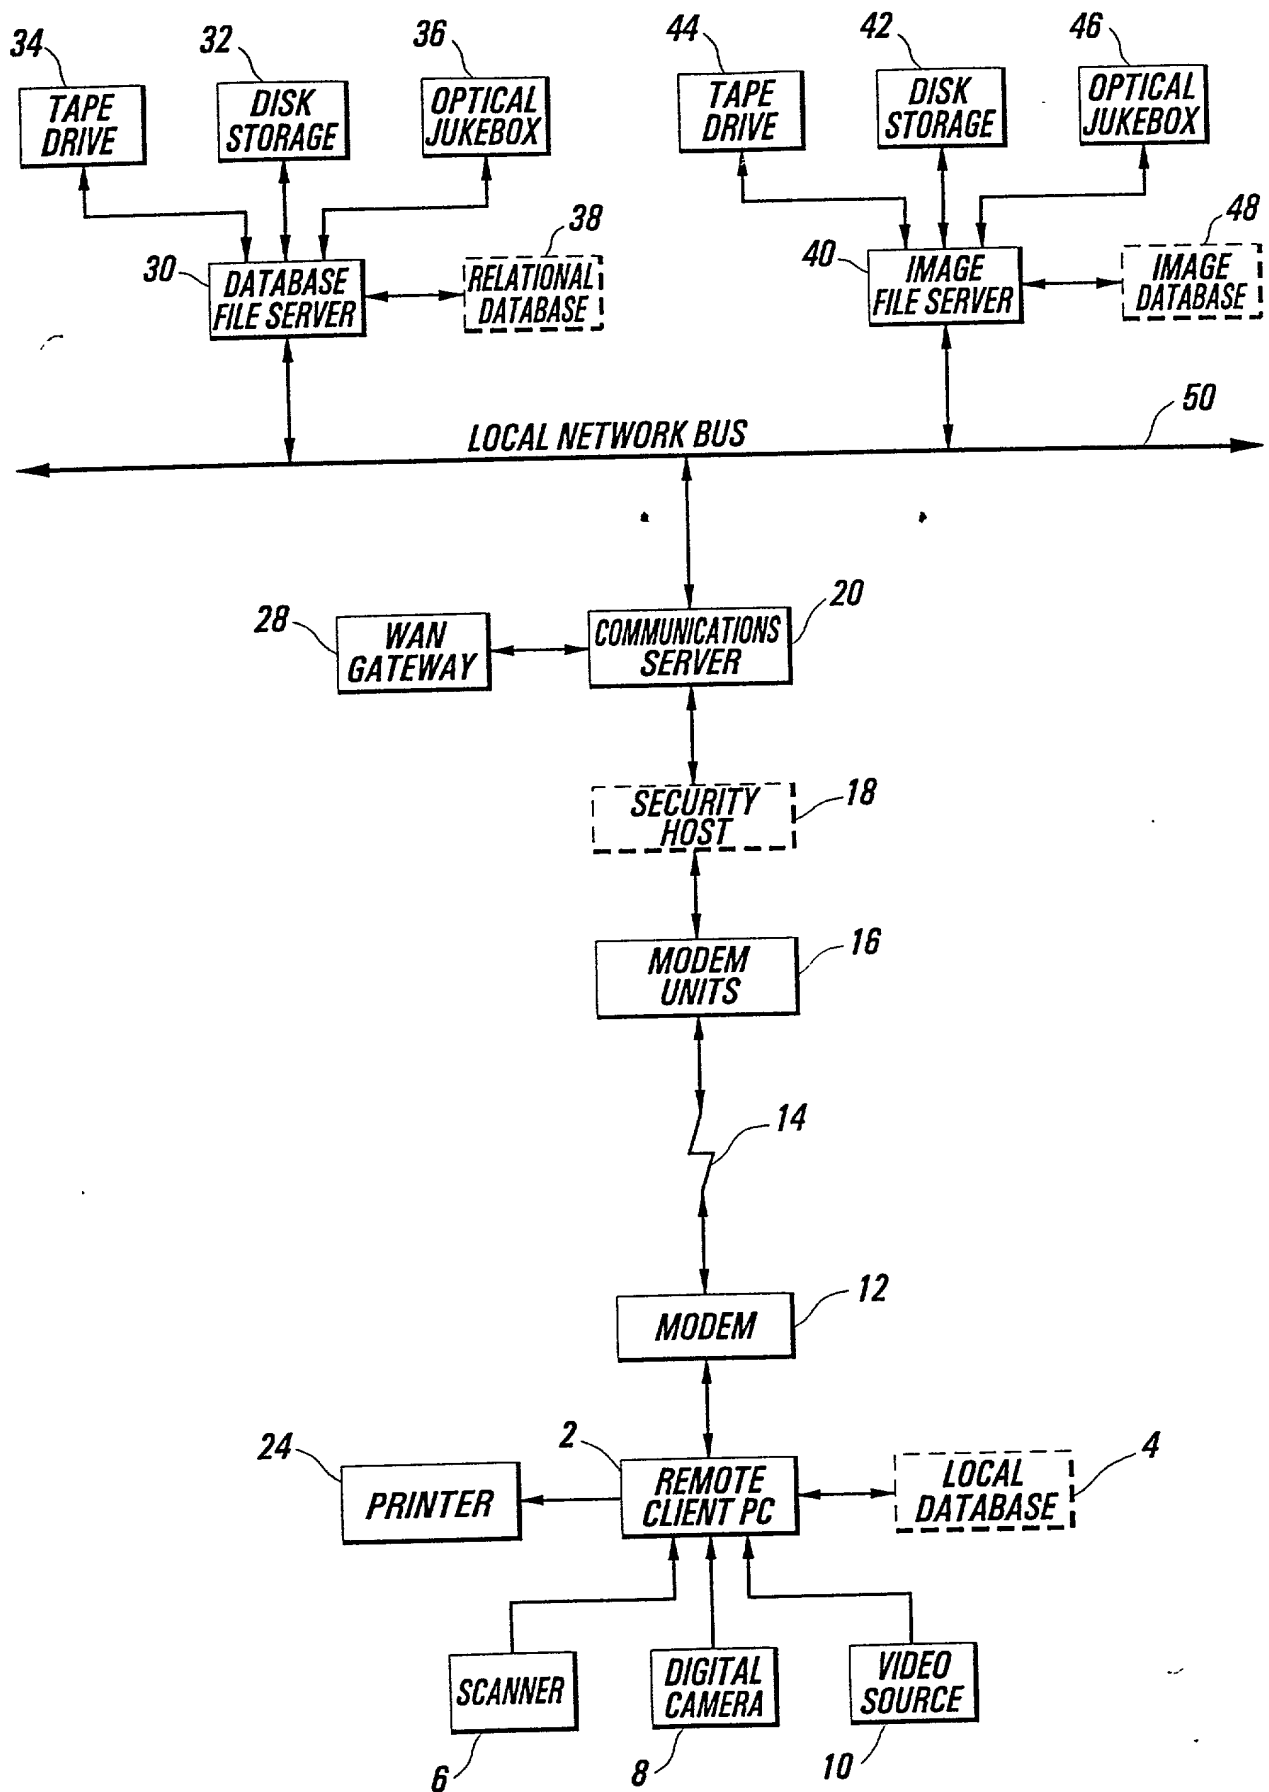 34
32
36
44
42
46
TAPE
DRIVE
DISK
STORAGE
OPTICAL
JUKEBOX
TAPE
DRIVE
DISK
STORAGE
OPTICAL
JUKEBOX
30
DATABASE
FILE SERVER
38
RELATIONAL
DATABASE
40
IMAGE
FILE SERVER
48
IMAGE
DATABASE
LOCAL NETWORK BUS
50
28
WAN
GATEWAY
COMMUNICATIONS
SERVER
20
SECURITY
HOST
18
MODEM
UNITS
16
14
MODEM
12
24
PRINTER
2
REMOTE
CLIENT PC
LOCAL
DATABASE
4
SCANNER
DIGITAL
CAMERA
VIDEO
SOURCE
6
8
10